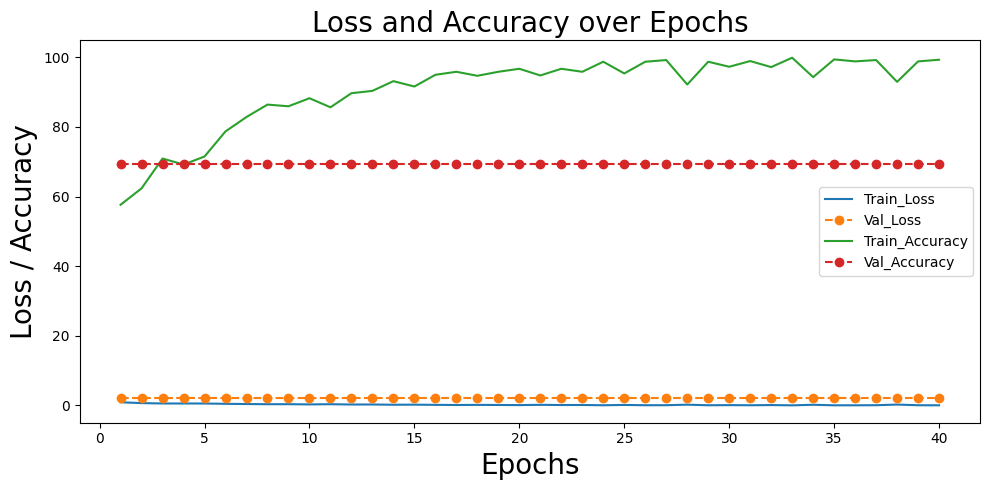 Loss and Accuracy over Epochs
Loss / Accuracy
100
80
60
40
20
0
0 5 10 15 20 25 30 35 40
Epochs
Train_Loss
Val_Loss
Train_Accuracy
Val_Accuracy